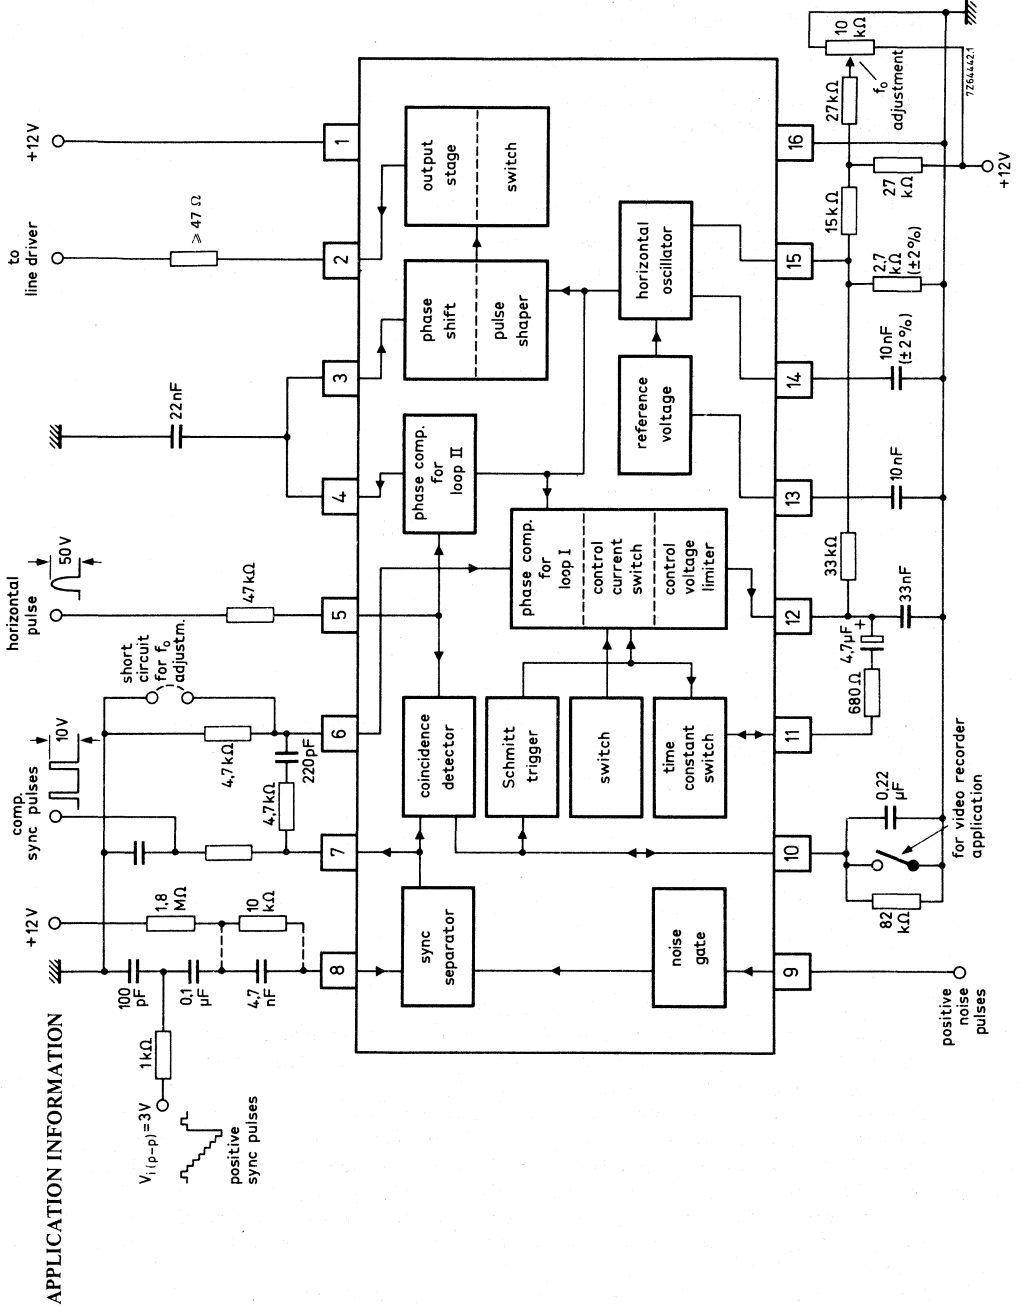 APPLICATION INFORMATION
Vi(p-p)=3V
positive
sync pulses
1kΩ
100
pF
0,1
µF
4,7
nF
+12V
1,8
MΩ
10
kΩ
comp.
sync pulses
10V
4,7kΩ
220pF
4,7kΩ
short
circuit
for fo
adjustm.
horizontal
pulse
50V
47kΩ
22nF
to
line driver
⩾ 47 Ω
+12V
8
7
6
5
4
3
2
1
sync
separator
coincidence
detector
phase comp.
for
loop II
phase
shift
pulse
shaper
output
stage
switch
Schmitt
trigger
switch
time
constant
switch
phase comp.
for
loop I
control
current
switch
control
voltage
limiter
reference
voltage
horizontal
oscillator
noise
gate
9
10
11
12
13
14
15
16
positive
noise
pulses
82
kΩ
0,22
µF
for video recorder
application
680Ω
4,7µF
+
33nF
33kΩ
10nF
10nF
(±2%)
2,7
kΩ
(±2%)
15kΩ
27
kΩ
27kΩ
10
kΩ
fo
adjustment
+12V
7Z64442.1